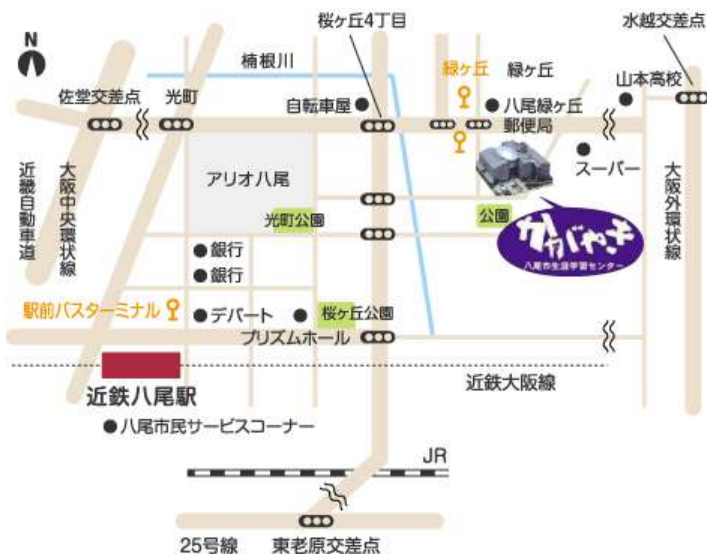 桜ヶ丘4丁目
水越交差点
N
楠根川
緑ヶ丘
緑ヶ丘
山本高校
佐堂交差点
光町
自転車屋
八尾緑ヶ丘
郵便局
スーパー
アリオ八尾
近畿自動車道
大阪中央環状線
大阪外環状線
光町公園
公園
かがやき
八尾市生涯学習センター
銀行
銀行
駅前バスターミナル
デパート
桜ヶ丘公園
プリズムホール
近鉄八尾駅
近鉄大阪線
八尾市民サービスコーナー
JR
25号線
東老原交差点